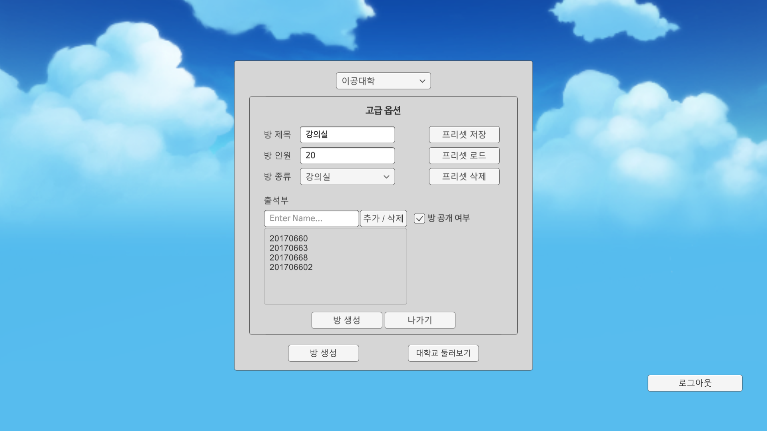 이공대학
고급 옵션
방 제목 강의실 프리셋 저장
방 인원 20 프리셋 로드
방 종류 강의실 프리셋 삭제
출석부
Enter Name... 추가 / 삭제 방 공개 여부
20170660
20170663
20170668
201706602
방 생성 나가기
방 생성 대학교 둘러보기
로그아웃